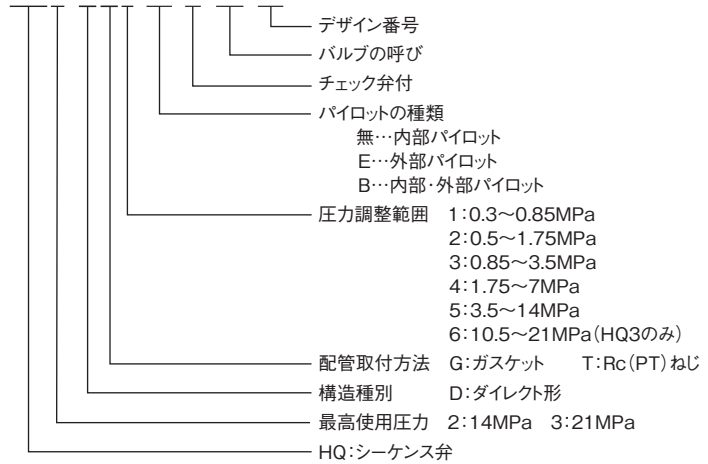 デザイン番号
バルブの呼び
チェック弁付
パイロットの種類
無…内部パイロット
E…外部パイロット
B…内部・外部パイロット
圧力調整範囲 1:0.3〜0.85MPa
2:0.5〜1.75MPa
3:0.85〜3.5MPa
4:1.75〜7MPa
5:3.5〜14MPa
6:10.5〜21MPa(HQ3のみ)
配管取付方法 G:ガスケット T:Rc(PT)ねじ
構造種別 D:ダイレクト形
最高使用圧力 2:14MPa 3:21MPa
HQ:シーケンス弁